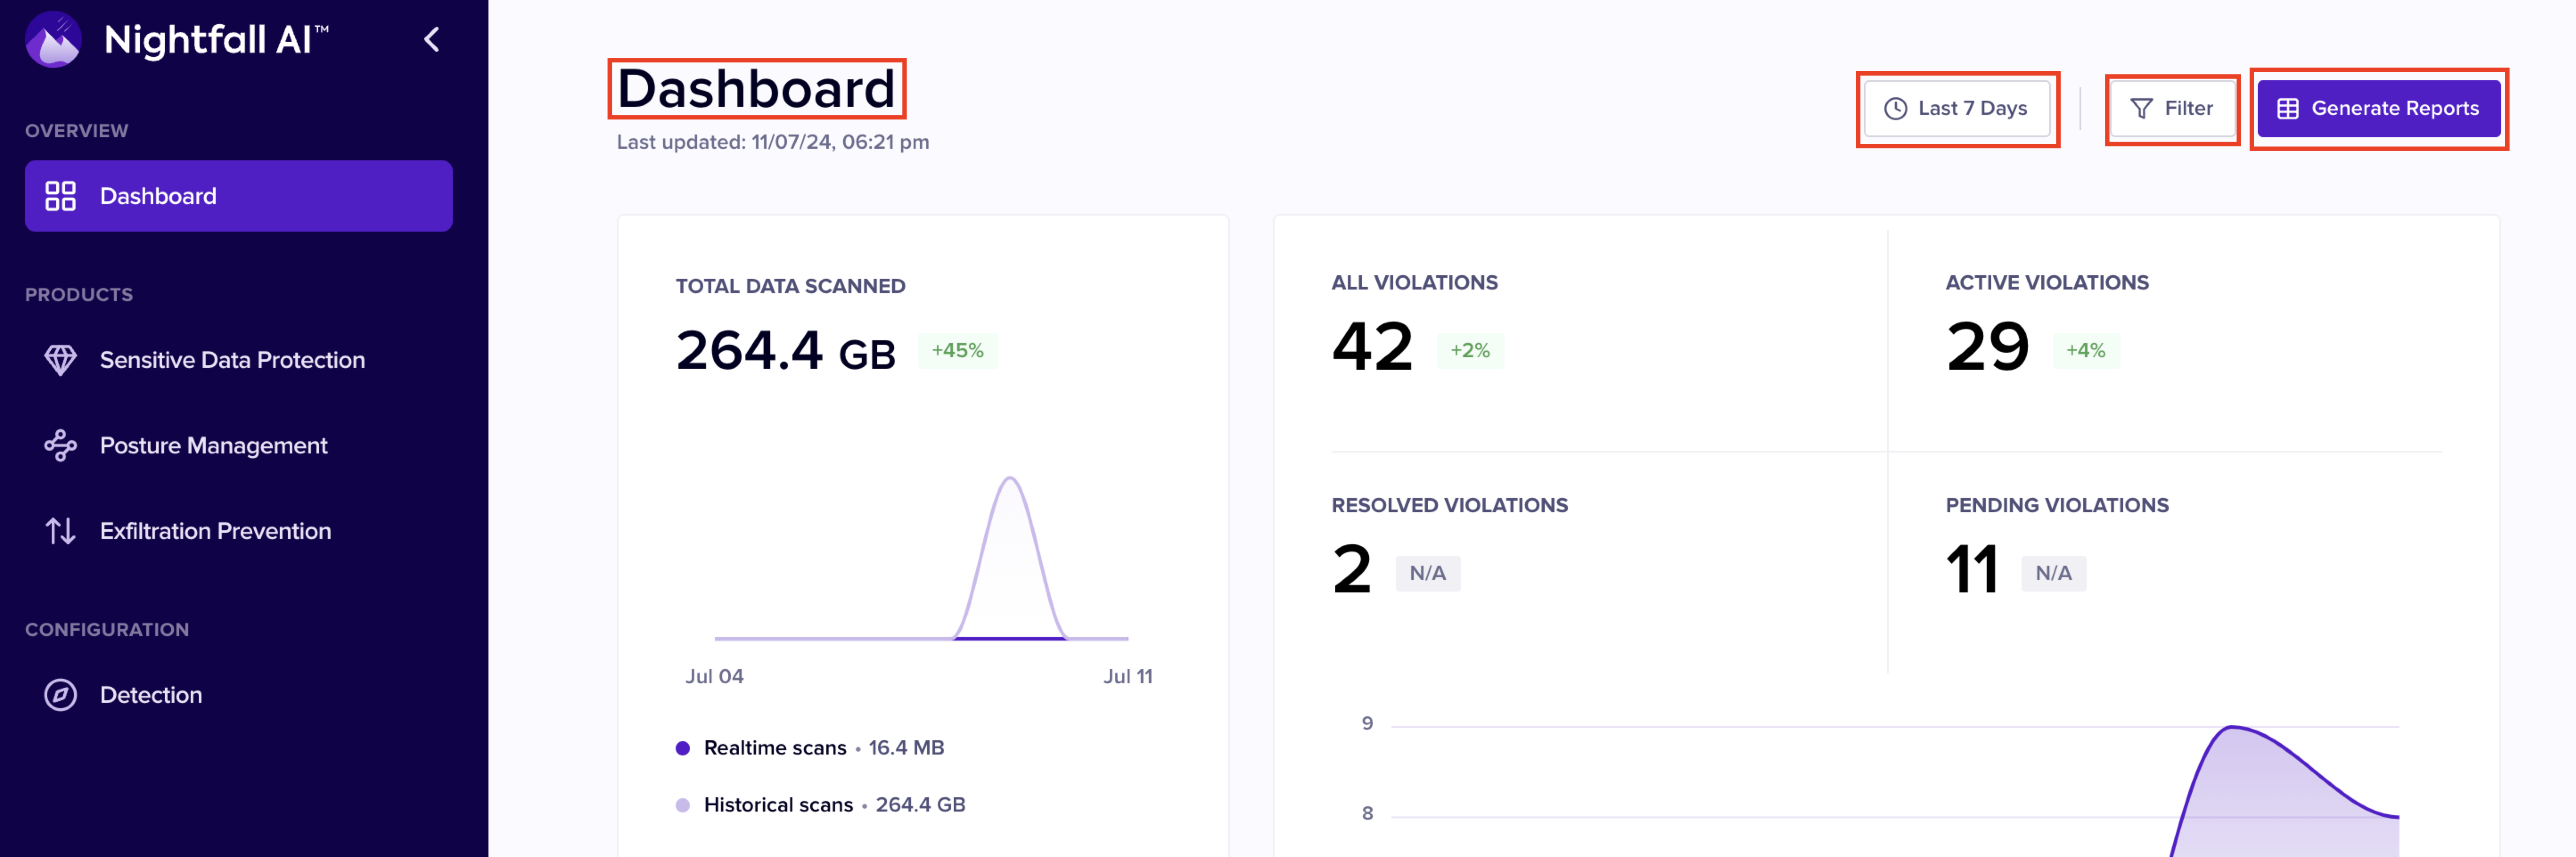 Nightfall AI™
OVERVIEW
Dashboard
PRODUCTS
Sensitive Data Protection
Posture Management
Exfiltration Prevention
CONFIGURATION
Detection
Dashboard
Last updated: 11/07/24, 06:21 pm
Last 7 Days
Filter
Generate Reports
TOTAL DATA SCANNED
264.4 GB +45%
Jul 04 Jul 11
Realtime scans • 16.4 MB
Historical scans • 264.4 GB
ALL VIOLATIONS
42 +2%
ACTIVE VIOLATIONS
29 +4%
RESOLVED VIOLATIONS
2 N/A
PENDING VIOLATIONS
11 N/A
9
8